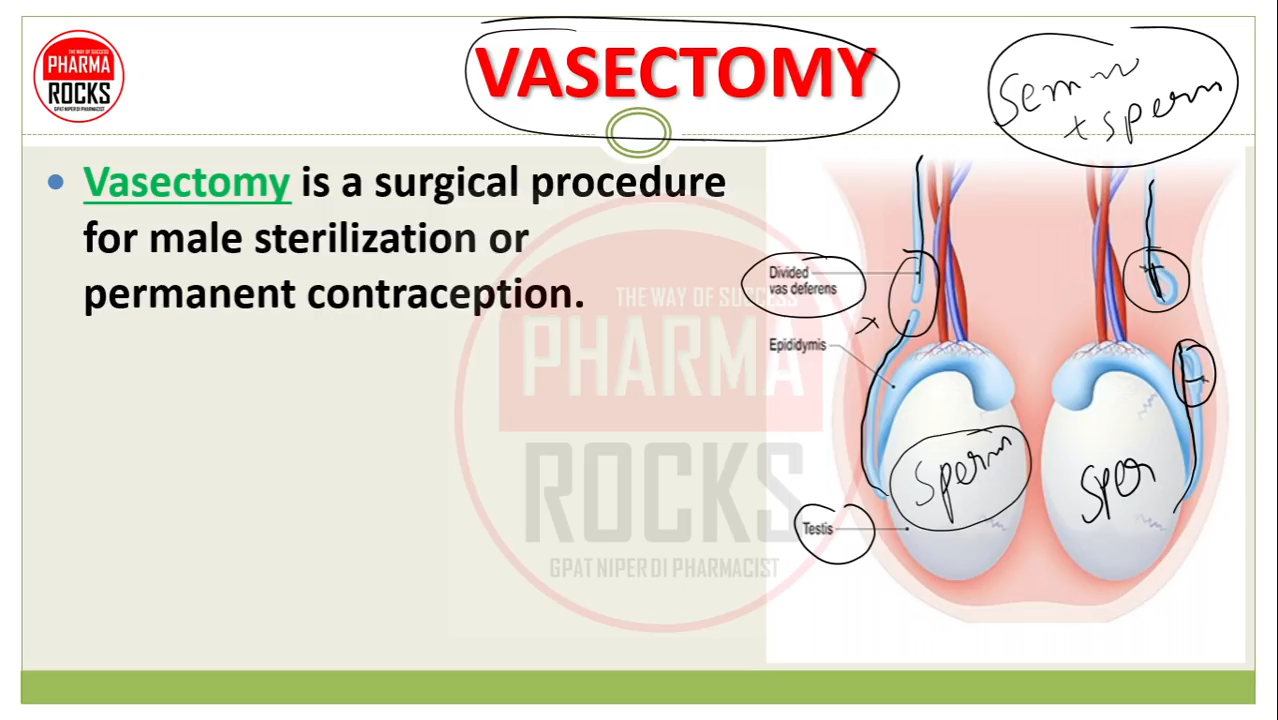 THE WAY OF SUCCESS
PHARMA
ROCKS
GPAT NIPER DI PHARMACIST
VASECTOMY
Semn
+ sperm
• Vasectomy is a surgical procedure
for male sterilization or
permanent contraception.
Divided
vas deferens
Epididymis
Testis
Sperm
Sper
THE WAY OF SUCCESS
PHARMA
ROCKS
GPAT NIPER DI PHARMACIST